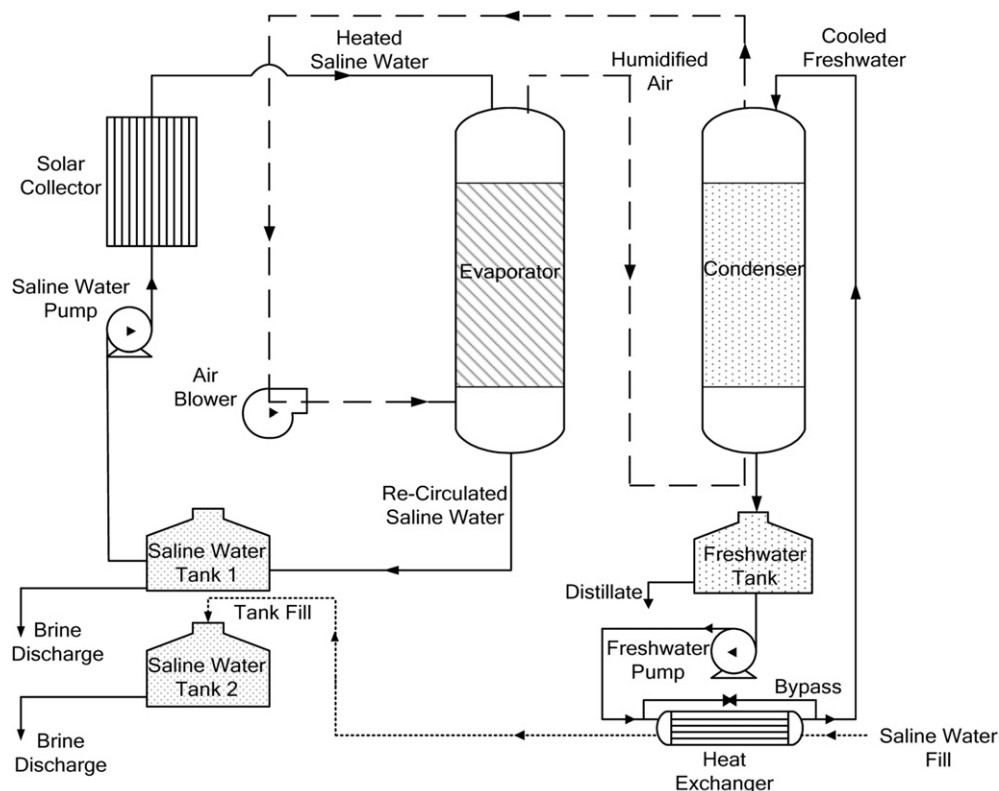 Heated
Saline Water
Humidified
Air
Cooled
Freshwater
Solar
Collector
Evaporator
Condenser
Saline Water
Pump
Air
Blower
Re-Circulated
Saline Water
Saline Water
Tank 1
Freshwater
Tank
Distillate
Tank Fill
Brine
Discharge
Saline Water
Tank 2
Freshwater
Pump
Bypass
Brine
Discharge
Saline Water
Fill
Heat
Exchanger